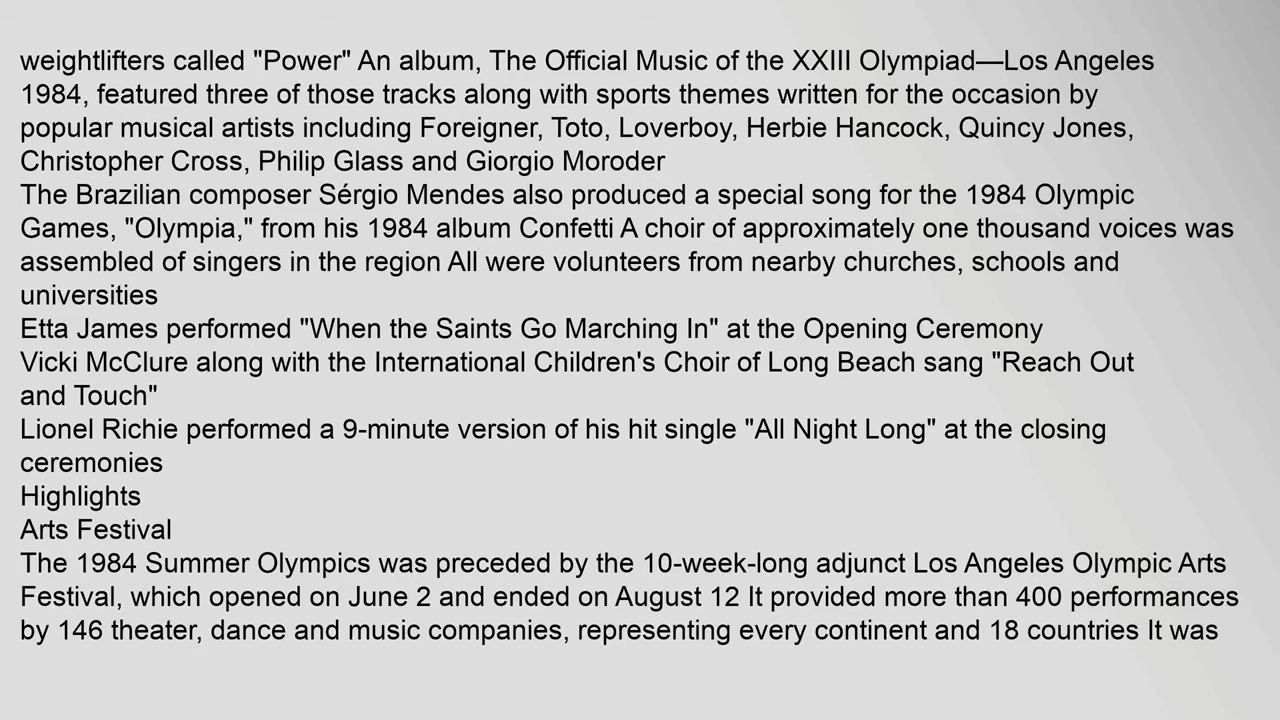 weightlifters called "Power" An album, The Official Music of the XXIII Olympiad—Los Angeles
1984, featured three of those tracks along with sports themes written for the occasion by
popular musical artists including Foreigner, Toto, Loverboy, Herbie Hancock, Quincy Jones,
Christopher Cross, Philip Glass and Giorgio Moroder
The Brazilian composer Sérgio Mendes also produced a special song for the 1984 Olympic
Games, "Olympia," from his 1984 album Confetti A choir of approximately one thousand voices was
assembled of singers in the region All were volunteers from nearby churches, schools and
universities
Etta James performed "When the Saints Go Marching In" at the Opening Ceremony
Vicki McClure along with the International Children's Choir of Long Beach sang "Reach Out
and Touch"
Lionel Richie performed a 9-minute version of his hit single "All Night Long" at the closing
ceremonies
Highlights
Arts Festival
The 1984 Summer Olympics was preceded by the 10-week-long adjunct Los Angeles Olympic Arts
Festival, which opened on June 2 and ended on August 12 It provided more than 400 performances
by 146 theater, dance and music companies, representing every continent and 18 countries It was